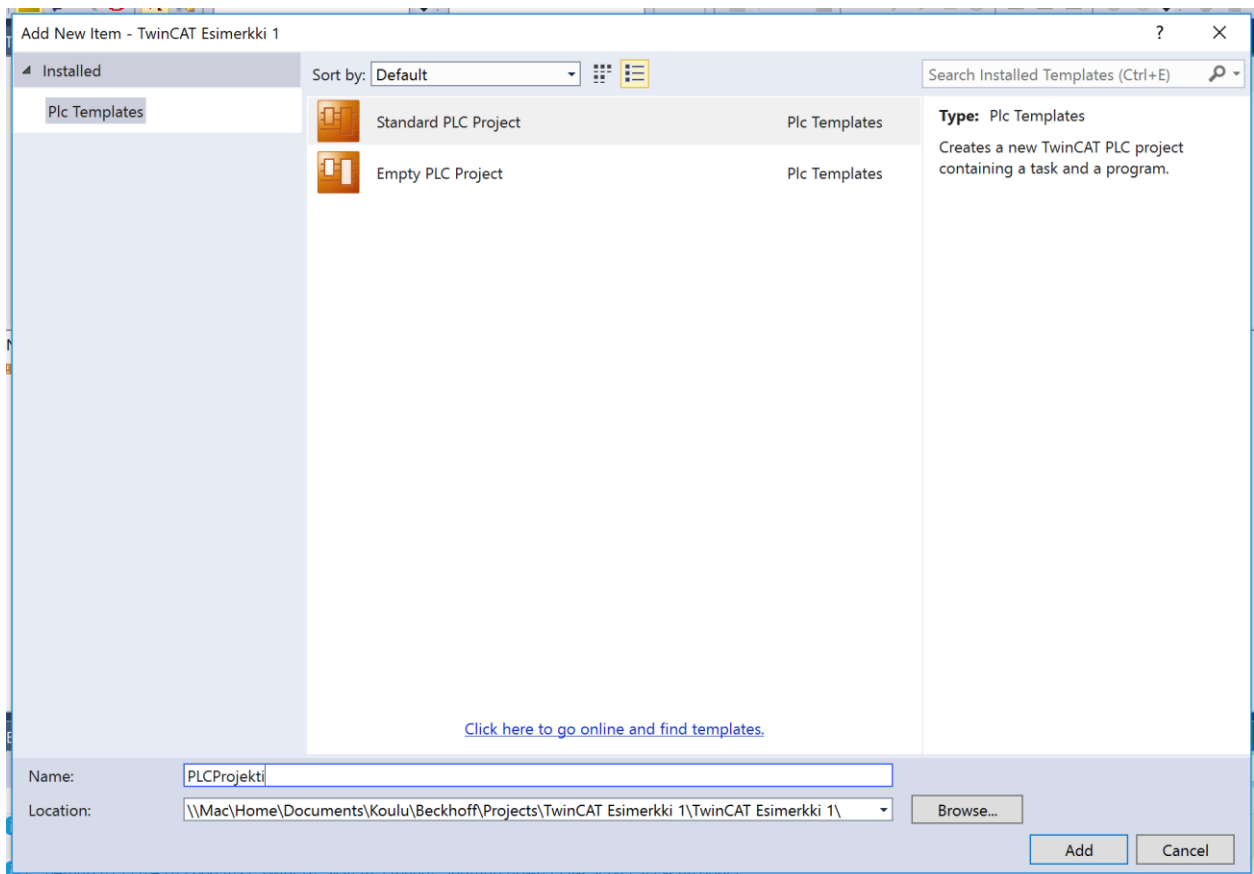 Add New Item - TwinCAT Esimerkki 1
?
Installed
Sort by: Default
Search Installed Templates (Ctrl+E)
Plc Templates
Standard PLC Project Plc Templates
Empty PLC Project Plc Templates
Type: Plc Templates
Creates a new TwinCAT PLC project
containing a task and a program.
Click here to go online and find templates.
Name: PLCProjekti
Location: \\Mac\Home\Documents\Koulu\Beckhoff\Projects\TwinCAT Esimerkki 1\TwinCAT Esimerkki 1\
Browse...
Add Cancel